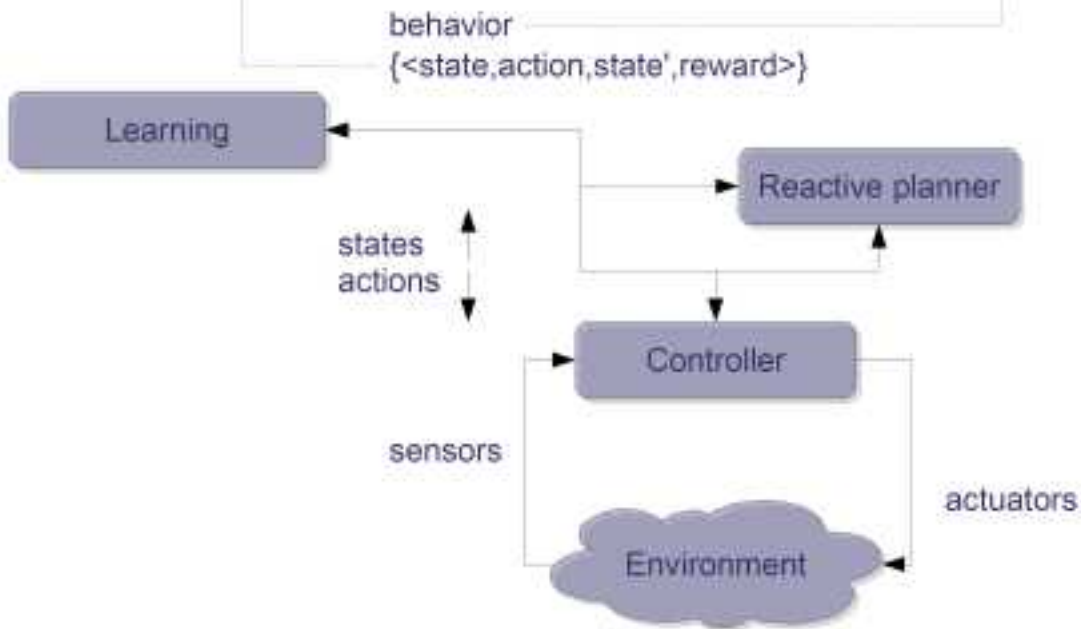 behavior
{<state,action,state',reward>}
Learning
Reactive planner
states
actions
Controller
sensors
actuators
Environment